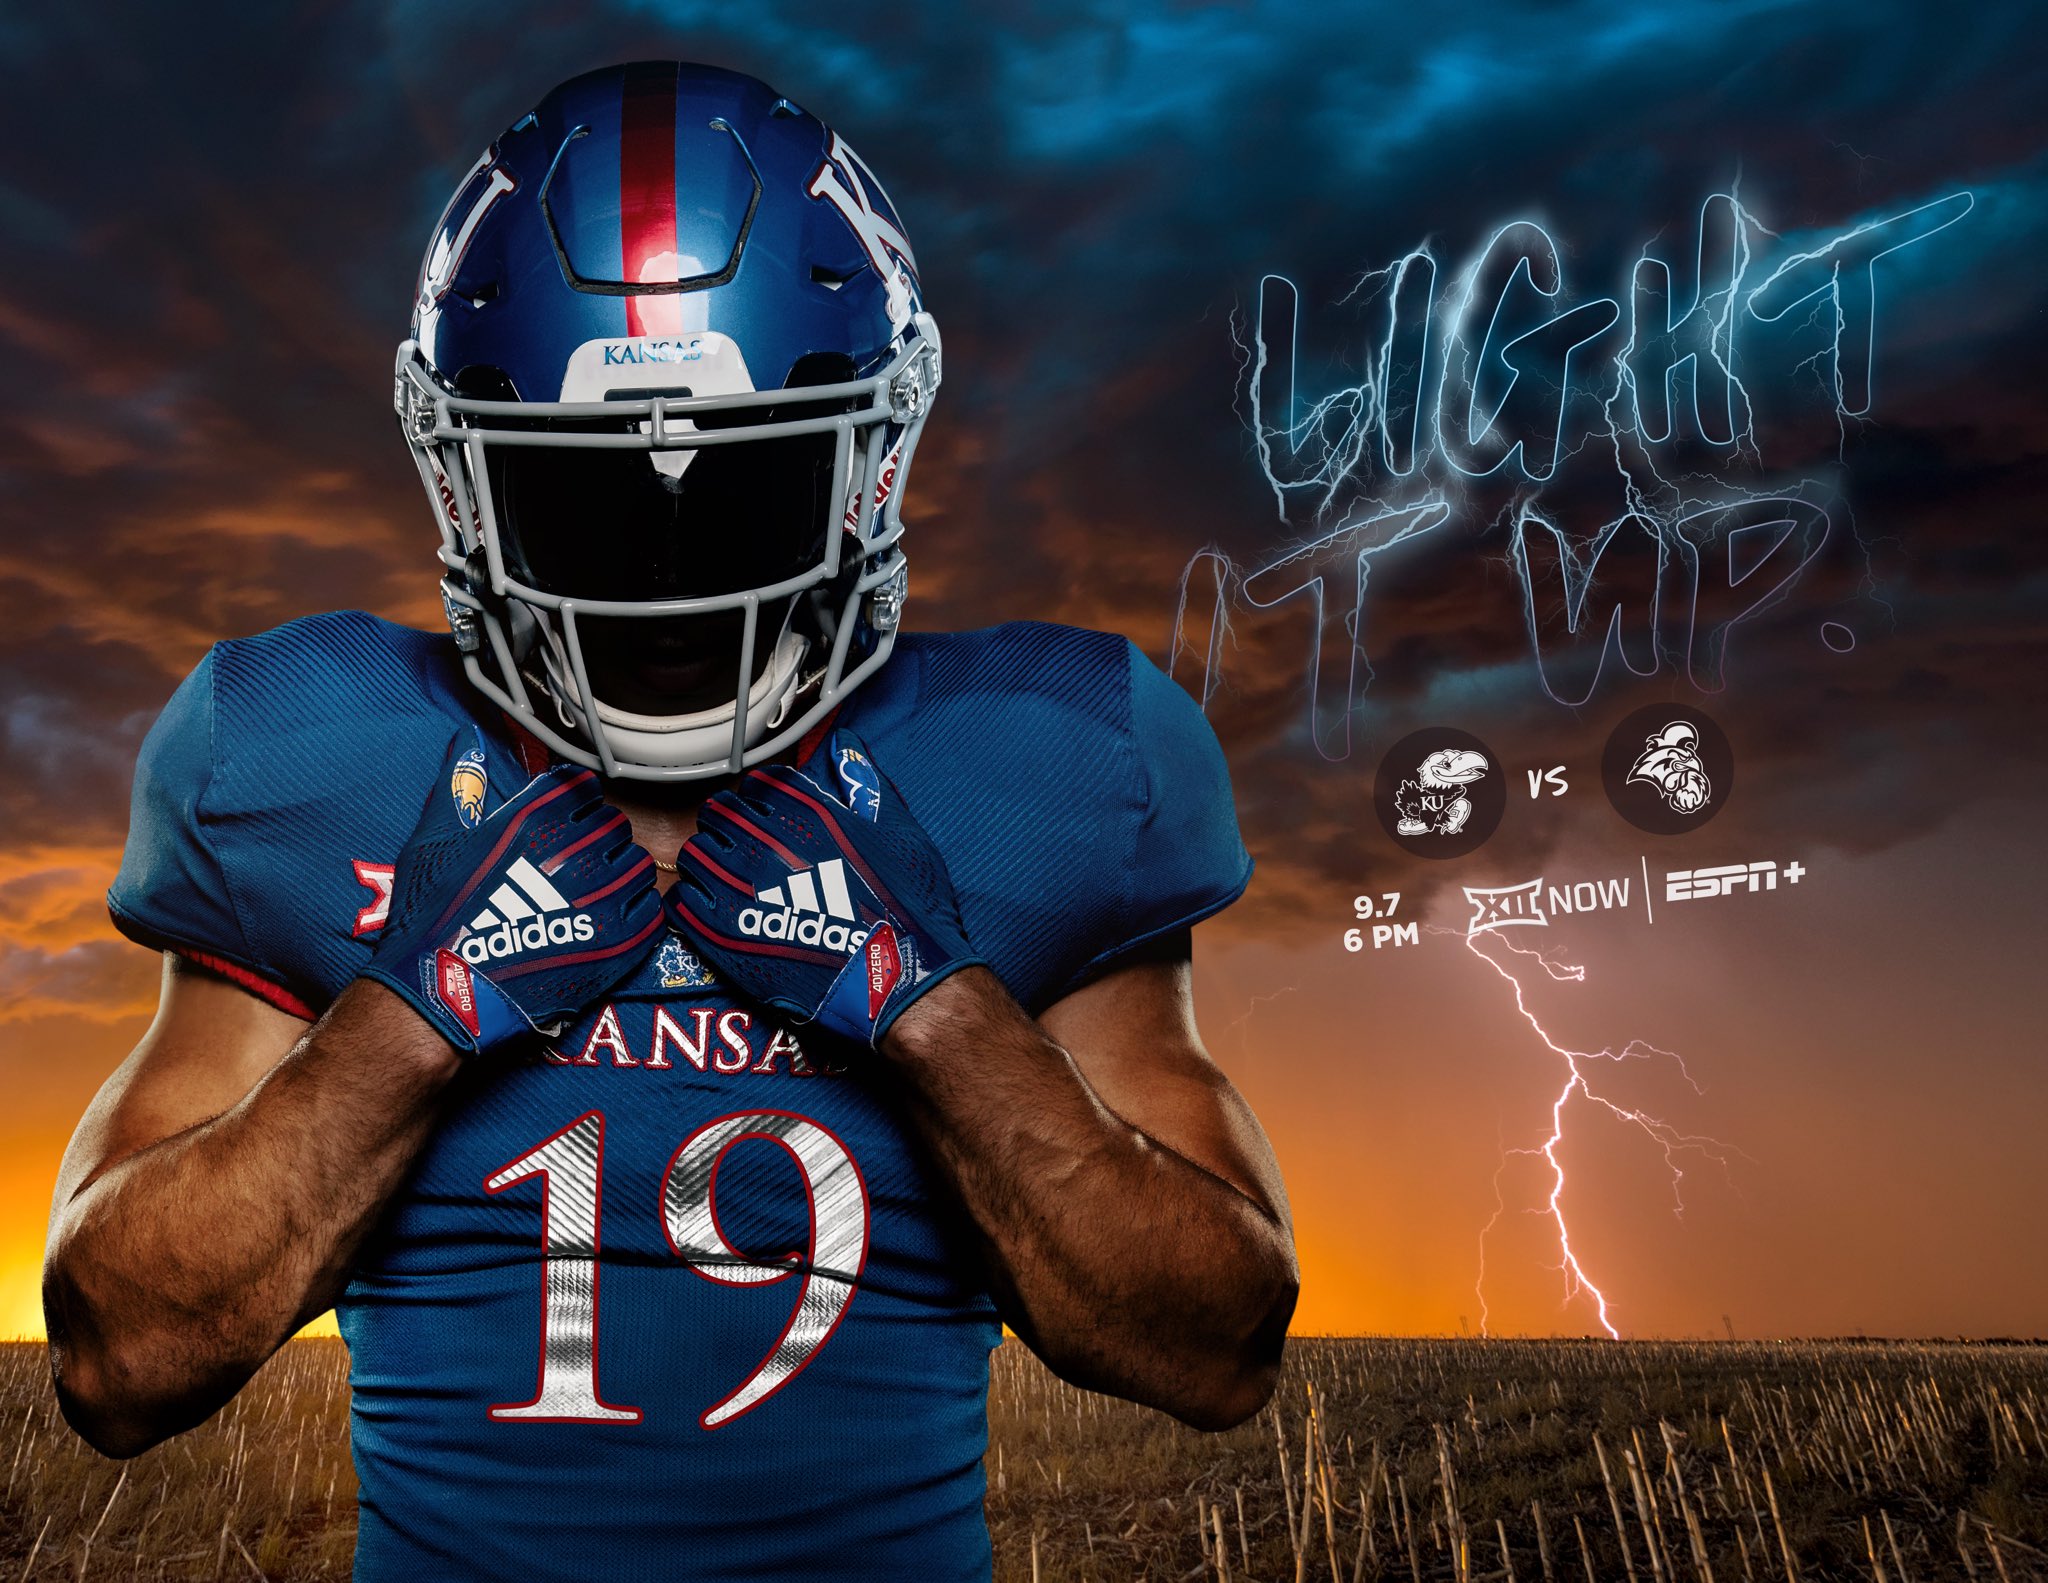 KANSAS
LIGHT
IT UP.
KU
vs
9.7
6 PM
XII NOW
ESPN+
adidas
adidas
ADIZERO
ADIZERO
KU
KANSAS
19